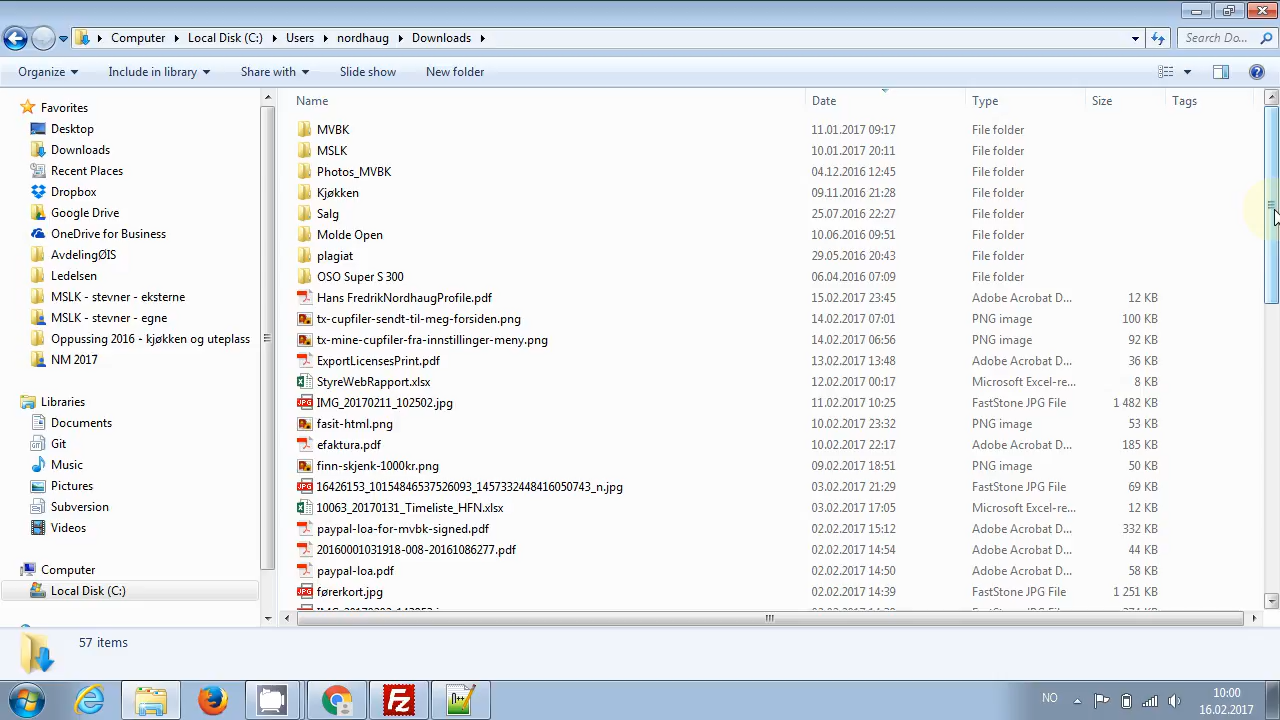 Computer Local Disk (C:) Users nordhaug Downloads Search Do...
Organize Include in library Share with Slide show New folder
Favorites
Desktop
Downloads
Recent Places
Dropbox
Google Drive
OneDrive for Business
AvdelingØIS
Ledelsen
MSLK - stevner - eksterne
MSLK - stevner - egne
Oppussing 2016 - kjøkken og uteplass
NM 2017
Libraries
Documents
Git
Music
Pictures
Subversion
Videos
Computer
Local Disk (C:)
Name Date Type Size Tags
MVBK 11.01.2017 09:17 File folder
MSLK 10.01.2017 20:11 File folder
Photos_MVBK 04.12.2016 12:45 File folder
Kjøkken 09.11.2016 21:28 File folder
Salg 25.07.2016 22:27 File folder
Molde Open 10.06.2016 09:51 File folder
plagiat 29.05.2016 20:43 File folder
OSO Super S 300 06.04.2016 07:09 File folder
Hans FredrikNordhaugProfile.pdf 15.02.2017 23:45 Adobe Acrobat D... 12 KB
tx-cupfiler-sendt-til-meg-forsiden.png 14.02.2017 07:01 PNG image 100 KB
tx-mine-cupfiler-fra-innstillinger-meny.png 14.02.2017 06:56 PNG image 92 KB
ExportLicensesPrint.pdf 13.02.2017 13:48 Adobe Acrobat D... 36 KB
StyreWebRapport.xlsx 12.02.2017 00:17 Microsoft Excel-re... 8 KB
IMG_20170211_102502.jpg 11.02.2017 10:25 FastStone JPG File 1 482 KB
fasit-html.png 10.02.2017 23:32 PNG image 53 KB
efaktura.pdf 10.02.2017 22:17 Adobe Acrobat D... 185 KB
finn-skjenk-1000kr.png 09.02.2017 18:51 PNG image 50 KB
16426153_10154846537526093_1457332448416050743_n.jpg 03.02.2017 21:29 FastStone JPG File 69 KB
10063_20170131_Timeliste_HFN.xlsx 03.02.2017 17:05 Microsoft Excel-re... 12 KB
paypal-loa-for-mvbk-signed.pdf 02.02.2017 15:12 Adobe Acrobat D... 332 KB
20160001031918-008-20161086277.pdf 02.02.2017 14:54 Adobe Acrobat D... 44 KB
paypal-loa.pdf 02.02.2017 14:50 Adobe Acrobat D... 58 KB
førerkort.jpg 02.02.2017 14:39 FastStone JPG File 1 251 KB
57 items
NO 10:00
16.02.2017